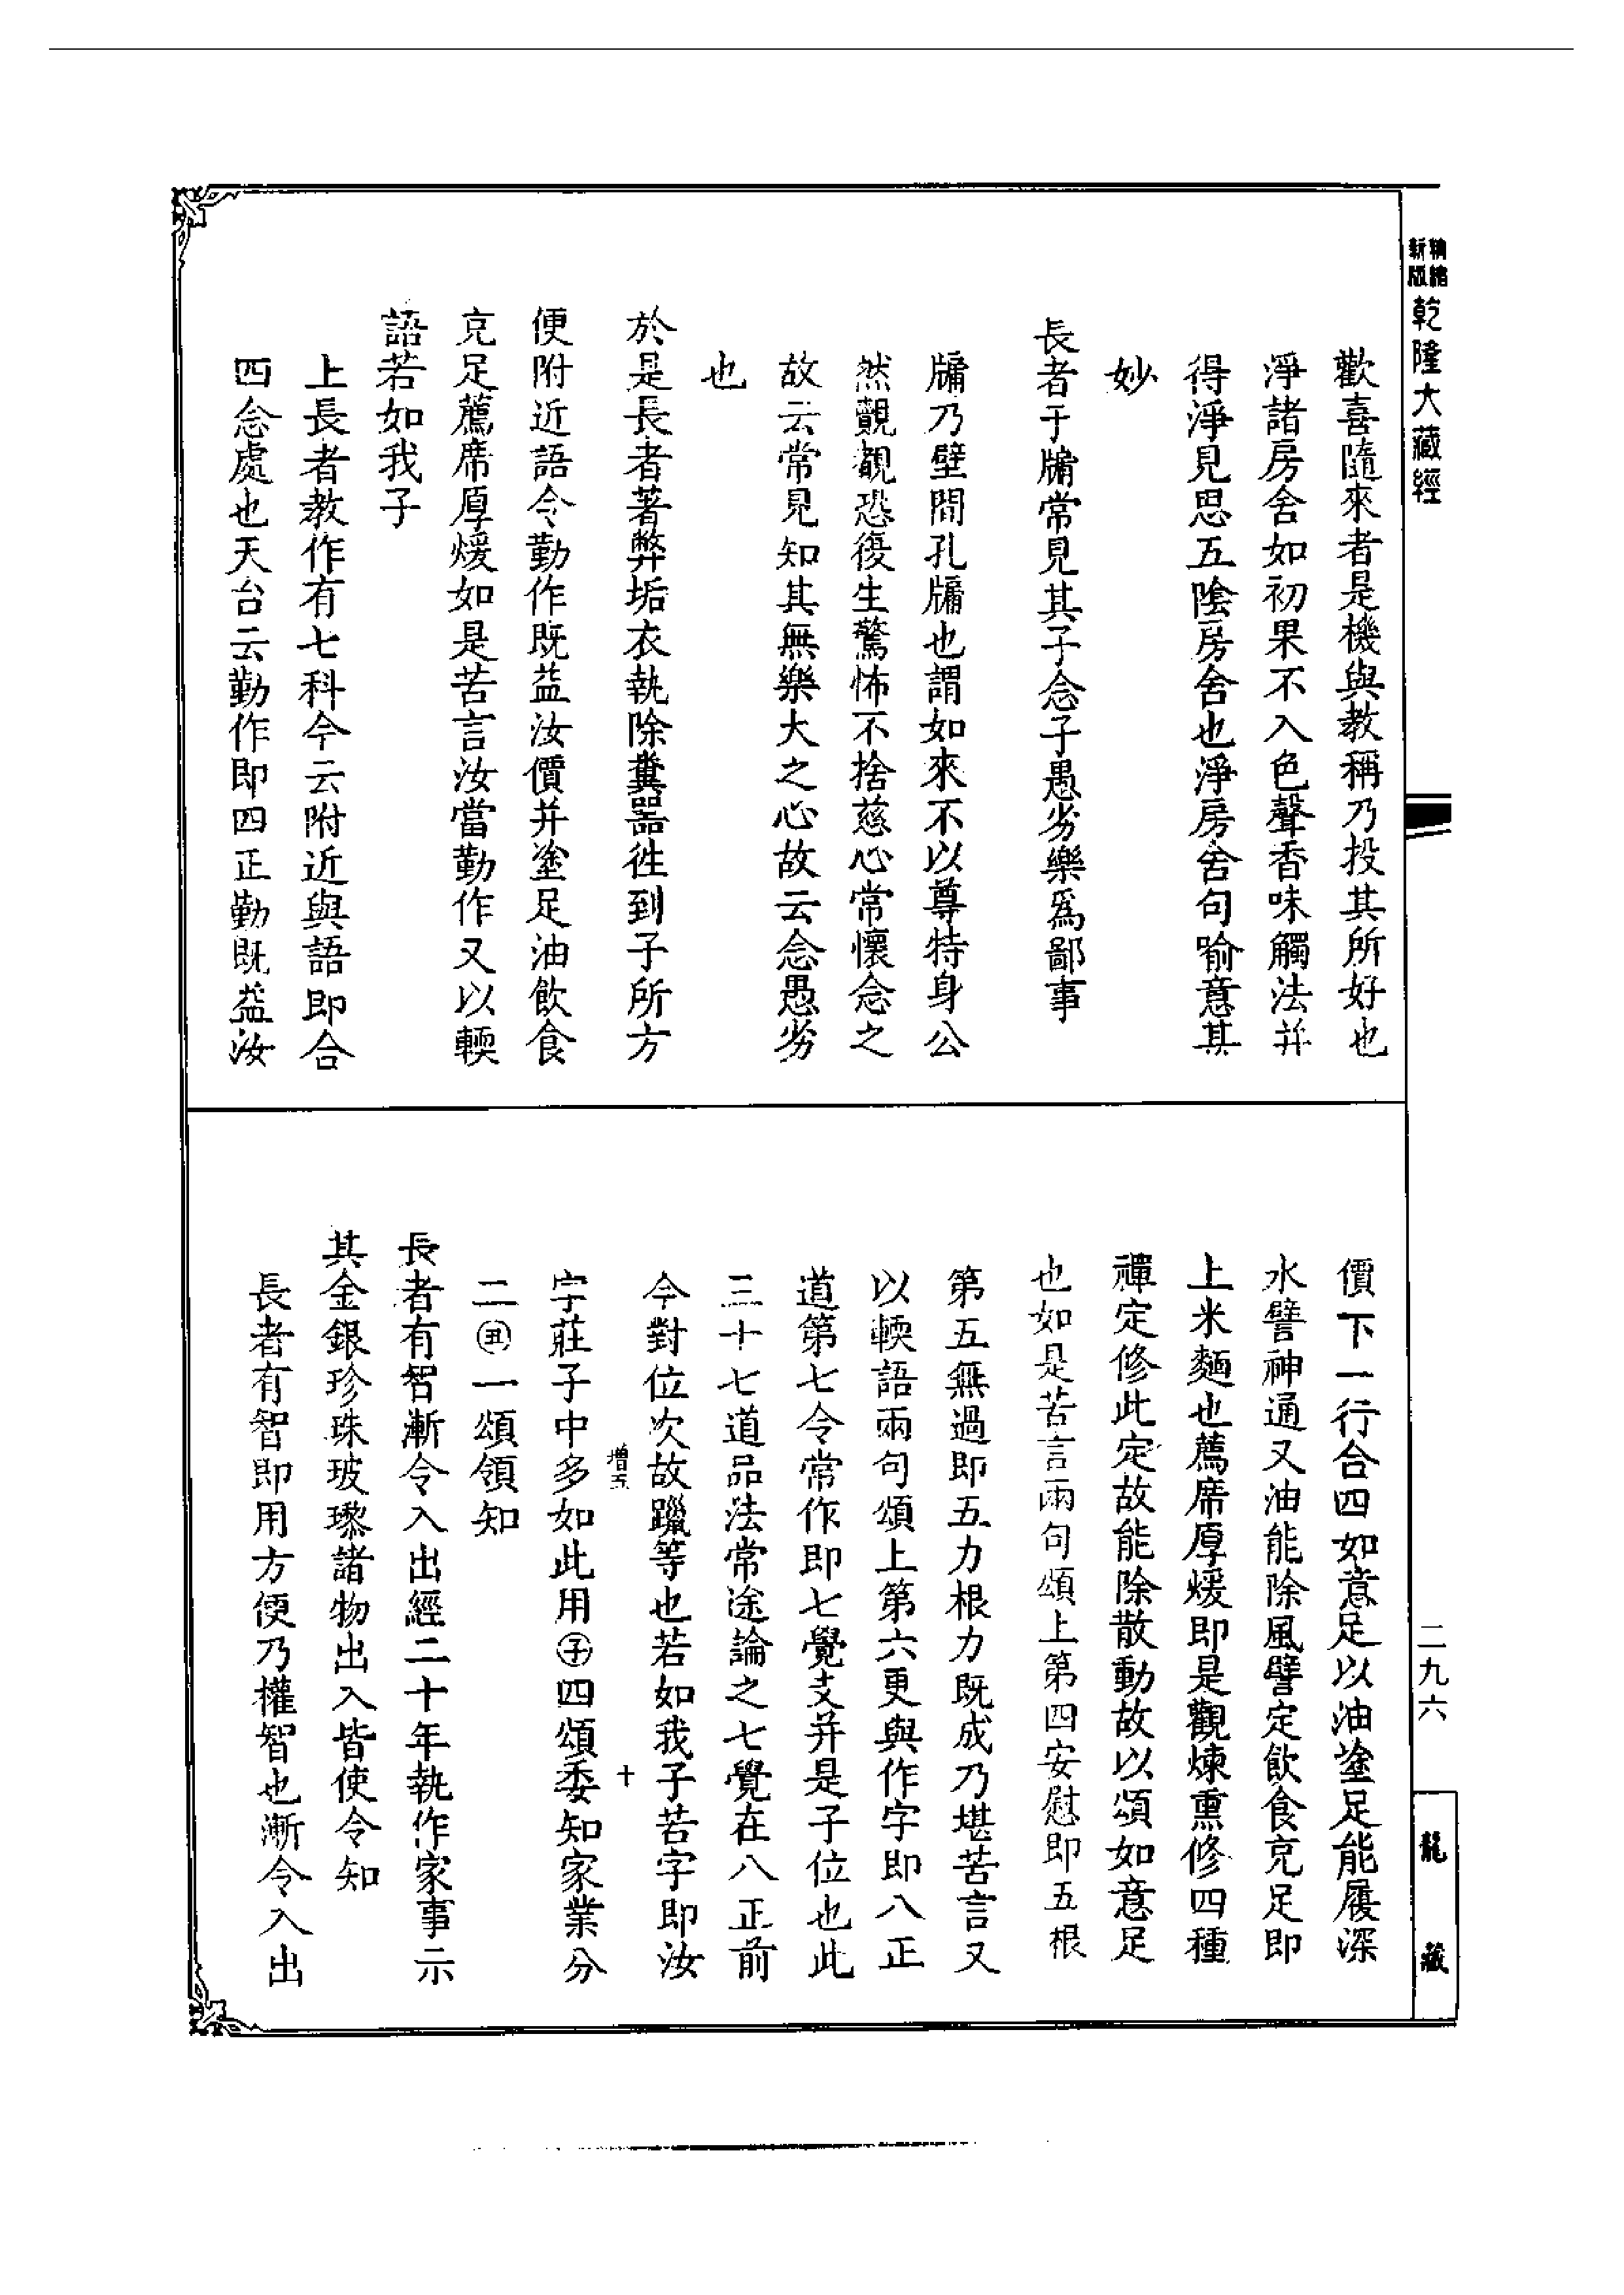 精縮
新版
乾隆大藏經
歡喜隨來者是機與教稱乃投其所好也
淨諸房舍如初果不入色聲香味觸法并
得淨見思五陰房舍也淨房舍句喻意其
妙
長者于牖常見其子念子愚劣樂爲鄙事
牖乃壁間孔牖也謂如來不以尊特身公
然覿覩恐復生驚怖不捨慈心常懷念之
故云常見知其無樂大之心故云念愚劣
也
於是長者著弊垢衣執除糞器往到子所方
便附近語令勤作既益汝價并塗足油飲食
充足薦席厚煖如是苦言汝當勤作又以輭
語若如我子
上長者教作有七科今云附近與語即合
四念處也天台云勤作即四正勤既益汝
價下一行合四如意足以油塗足能履深
水譬神通又油能除風譬定飲食充足即
上米麵也薦席厚煖即是觀煉熏修四種
禪定修此定故能除散動故以頌如意足
也如是苦言兩句頌上第四安慰即五根
第五無過即五力根力既成乃堪苦言又
以輭語兩句頌上第六更與作字即八正
道第七令常作即七覺支并是子位也此
三十七道品法常途論之七覺在八正前
今對位次故躐等也若如我子苦字即汝
增五
十
字莊子中多如此用㊛四頌委知家業分
二㊄一頌領知
長者有智漸令入出經二十年執作家事示
其金銀珍珠玻瓈諸物出入皆使令知
長者有智即用方便乃權智也漸令入出
二九六
龍藏